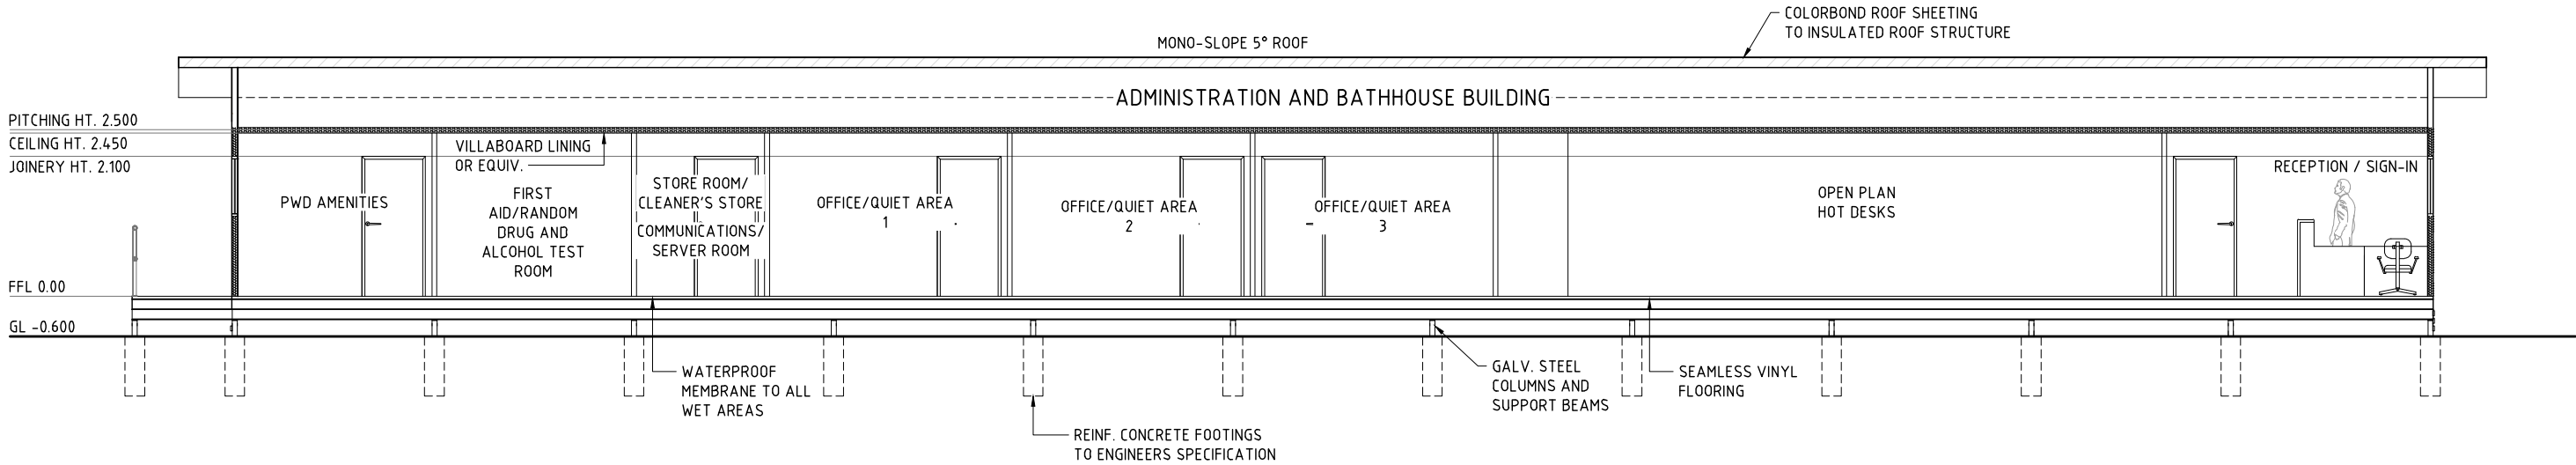 COLORBOND ROOF SHEETING
TO INSULATED ROOF STRUCTURE
MONO-SLOPE 5° ROOF
ADMINISTRATION AND BATHHOUSE BUILDING
PITCHING HT. 2.500
CEILING HT. 2.450
JOINERY HT. 2.100
FFL 0.00
GL -0.600
VILLABOARD LINING
OR EQUIV.
PWD AMENITIES
FIRST
AID/RANDOM
DRUG AND
ALCOHOL TEST
ROOM
STORE ROOM/
CLEANER'S STORE
COMMUNICATIONS/
SERVER ROOM
OFFICE/QUIET AREA
1
OFFICE/QUIET AREA
2
OFFICE/QUIET AREA
3
OPEN PLAN
HOT DESKS
RECEPTION / SIGN-IN
WATERPROOF
MEMBRANE TO ALL
WET AREAS
REINF. CONCRETE FOOTINGS
TO ENGINEERS SPECIFICATION
GALV. STEEL
COLUMNS AND
SUPPORT BEAMS
SEAMLESS VINYL
FLOORING